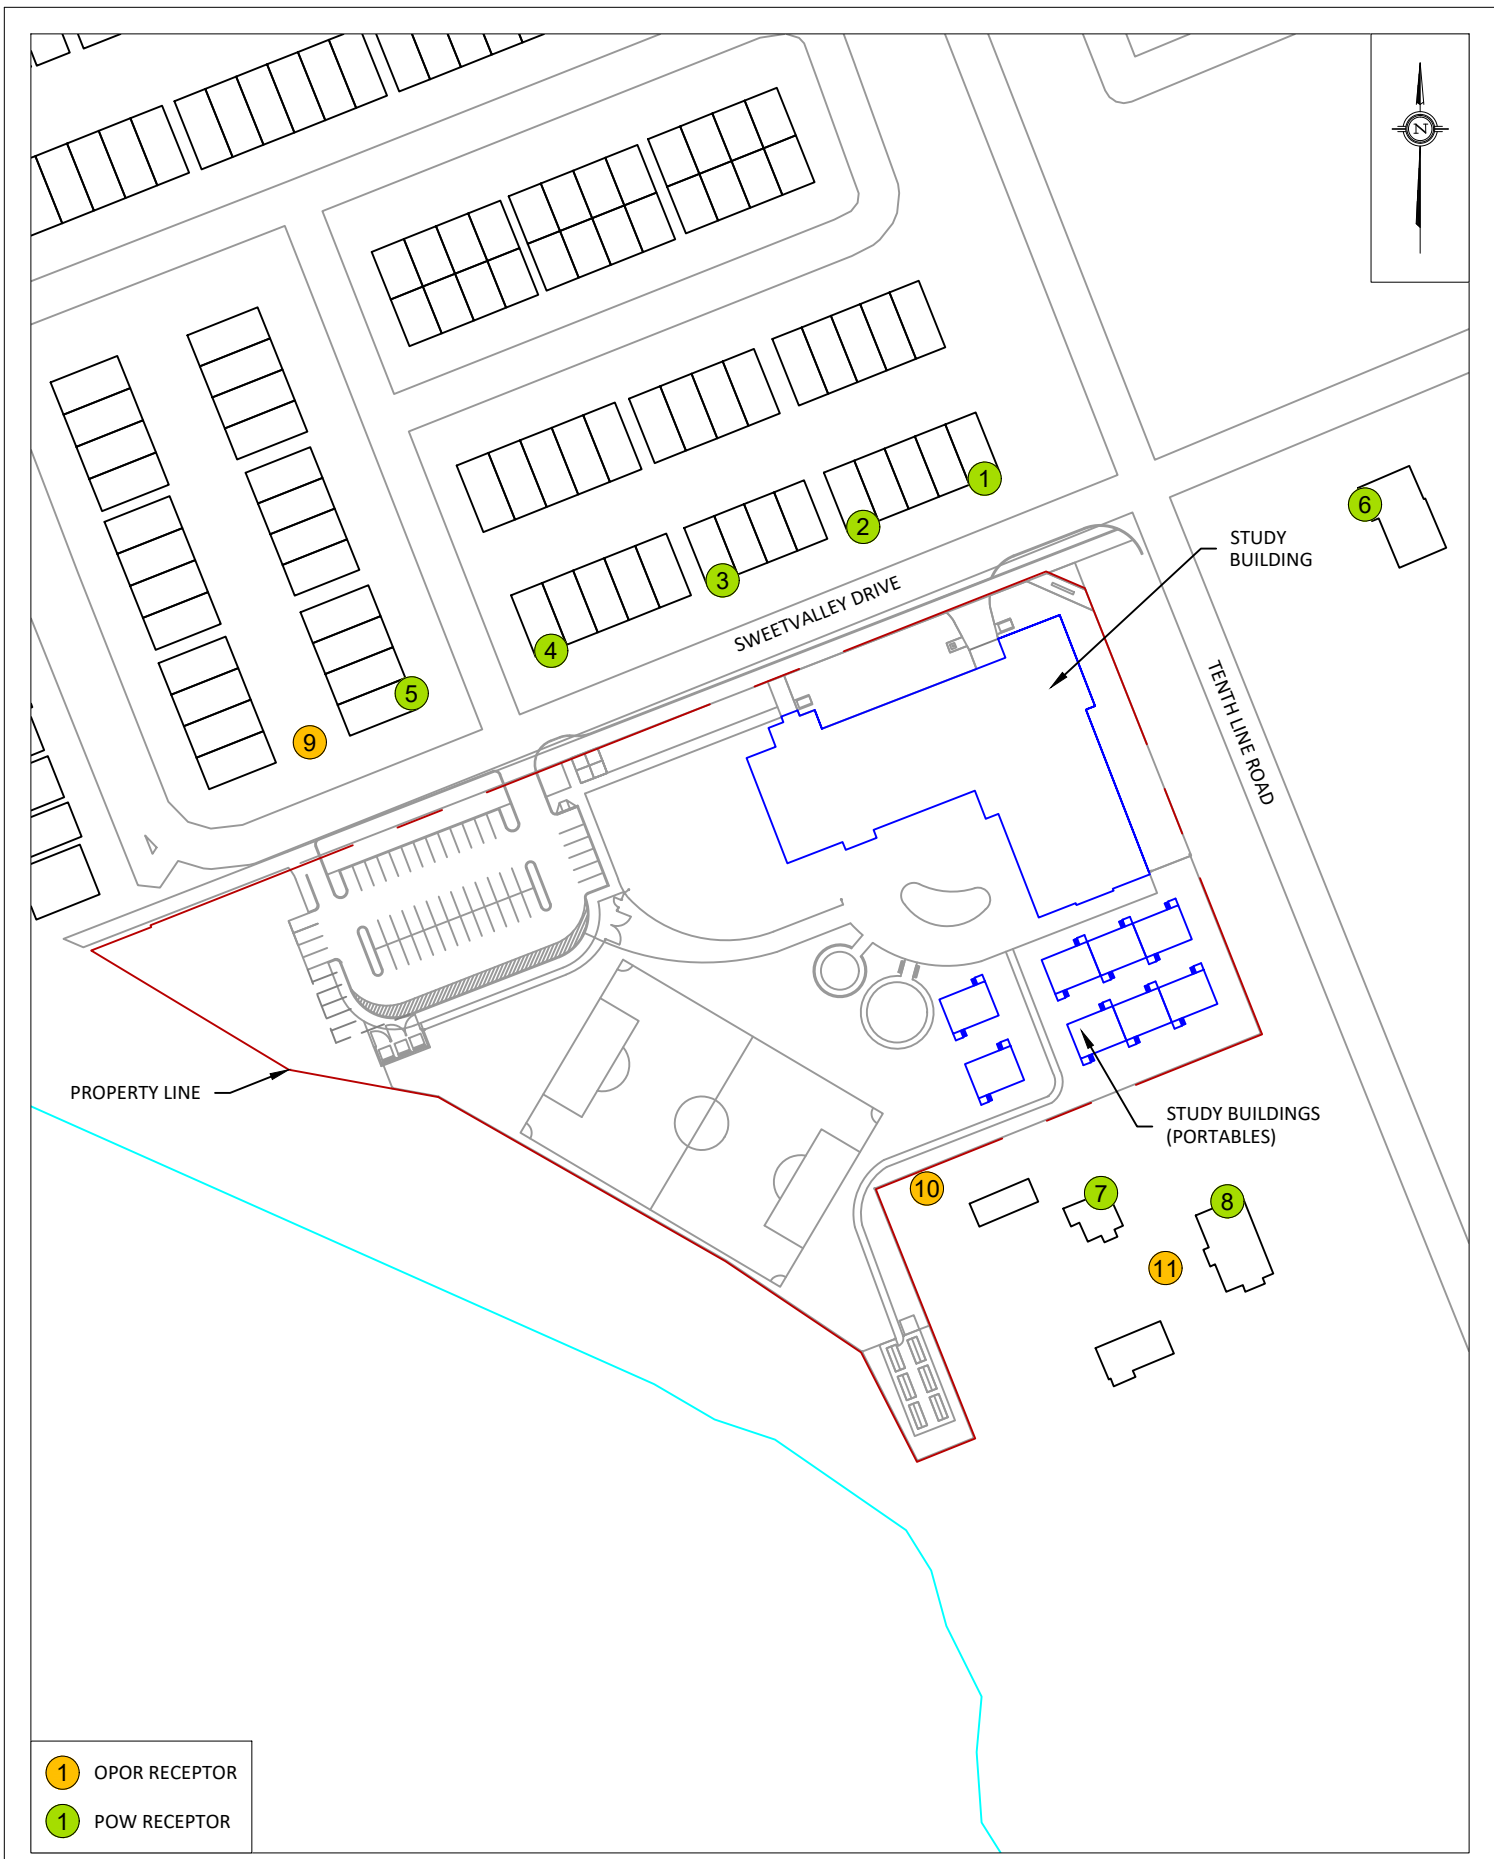 N
1
2
3
4
5
6
STUDY
BUILDING
SWEETVALLEY DRIVE
TENTH LINE ROAD
9
PROPERTY LINE
STUDY BUILDINGS
(PORTABLES)
10
7
8
11
1 OPOR RECEPTOR
1 POW RECEPTOR